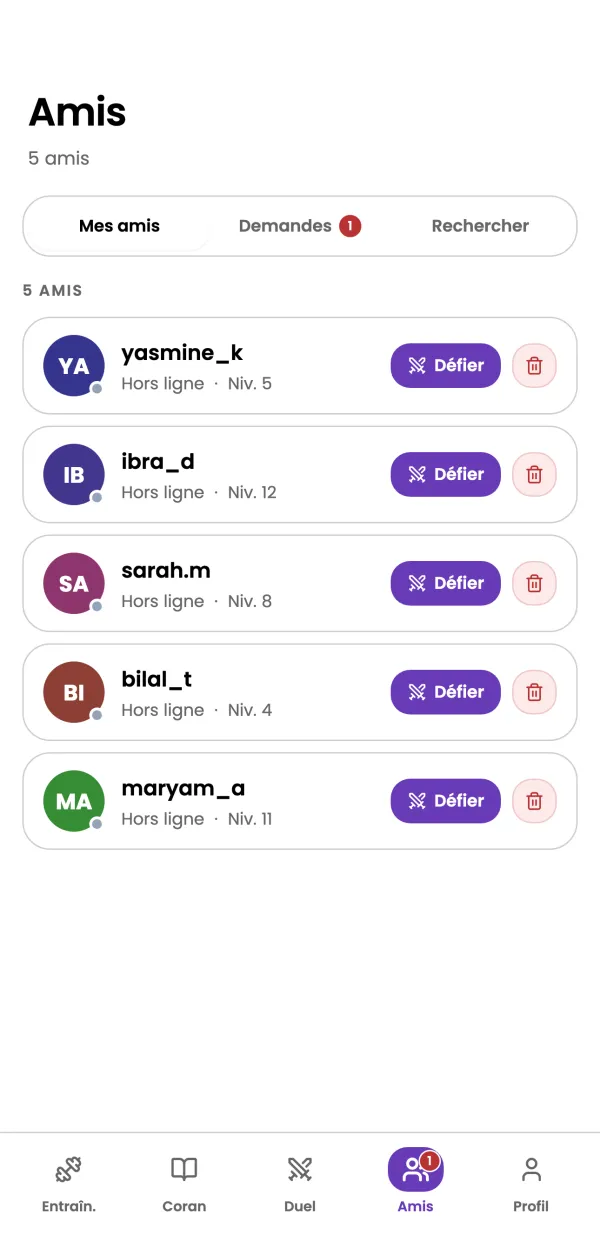 Amis
5 amis
Mes amis
Demandes 1
Rechercher
5 AMIS
YA
yasmine_k
Hors ligne · Niv. 5
Défier
IB
ibra_d
Hors ligne · Niv. 12
Défier
SA
sarah.m
Hors ligne · Niv. 8
Défier
BI
bilal_t
Hors ligne · Niv. 4
Défier
MA
maryam_a
Hors ligne · Niv. 11
Défier
1
Entraîn.
Coran
Duel
Amis
Profil